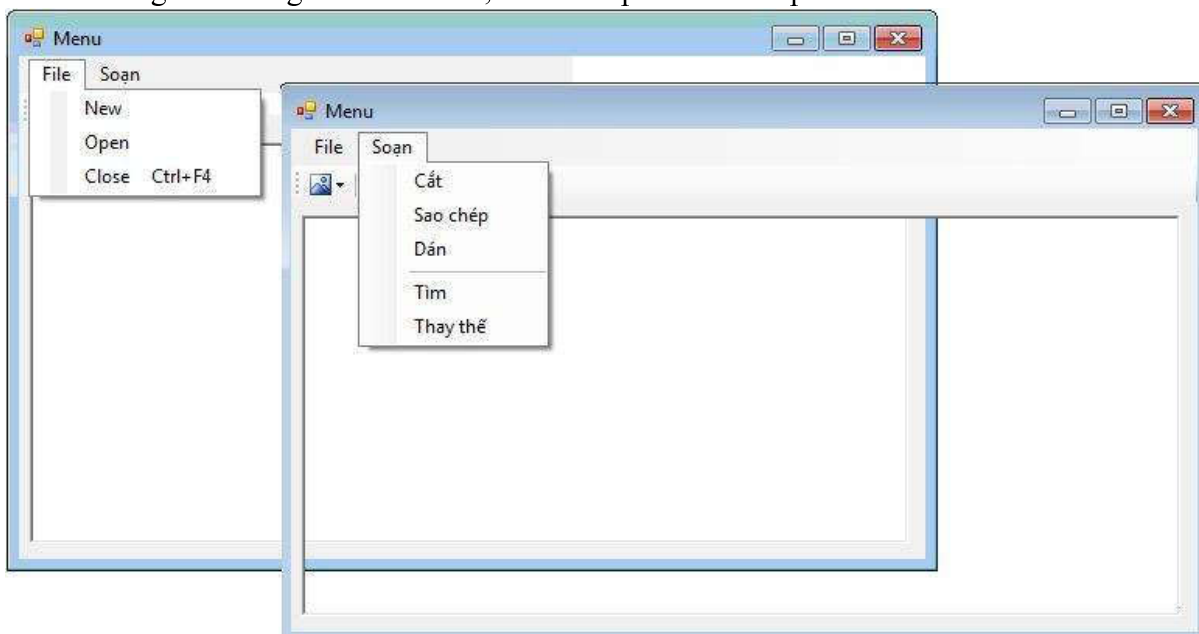 Menu
File Soạn
New
Open
Close Ctrl+F4
Menu
File Soạn
Cắt
Sao chép
Dán
Tìm
Thay thế